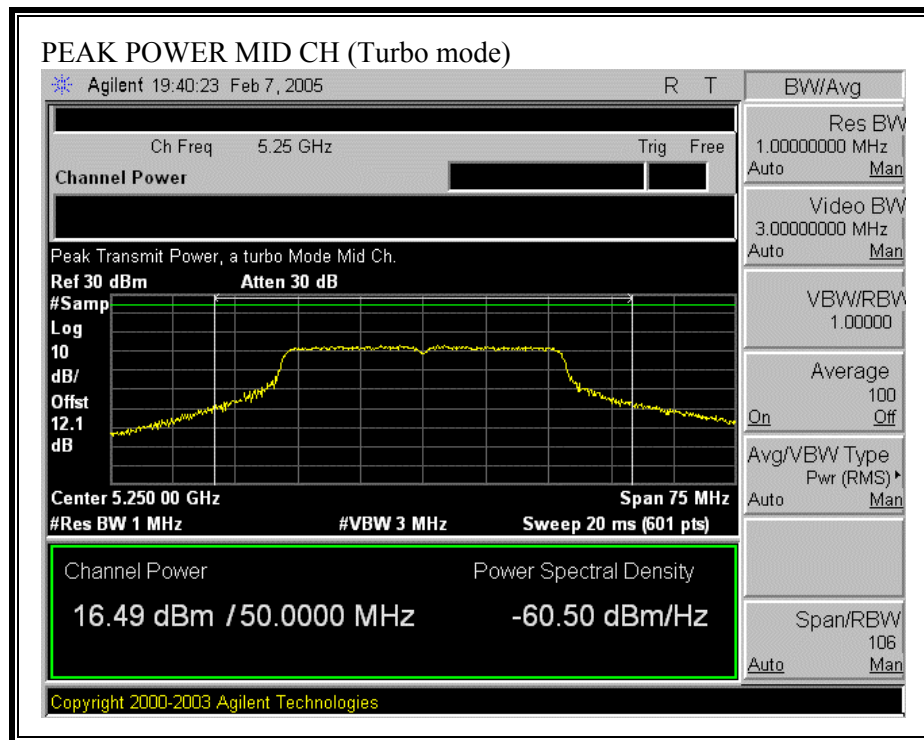 PEAK POWER MID CH (Turbo mode)
Agilent 19:40:23 Feb 7, 2005 R T
Ch Freq 5.25 GHz Trig Free
Channel Power
Peak Transmit Power, a turbo Mode Mid Ch.
Ref 30 dBm Atten 30 dB
#Samp
Log
10
dB/
Offst
12.1
dB
Center 5.250 00 GHz Span 75 MHz
#Res BW 1 MHz #VBW 3 MHz Sweep 20 ms (601 pts)
Channel Power Power Spectral Density
16.49 dBm / 50.0000 MHz -60.50 dBm/Hz
Copyright 2000-2003 Agilent Technologies
BW/Avg
Res BW
1.00000000 MHz
Auto Man
Video BW
3.00000000 MHz
Auto Man
VBW/RBW
1.00000
Average
100
On Off
Avg/VBW Type
Pwr (RMS)
Auto Man
Span/RBW
106
Auto Man